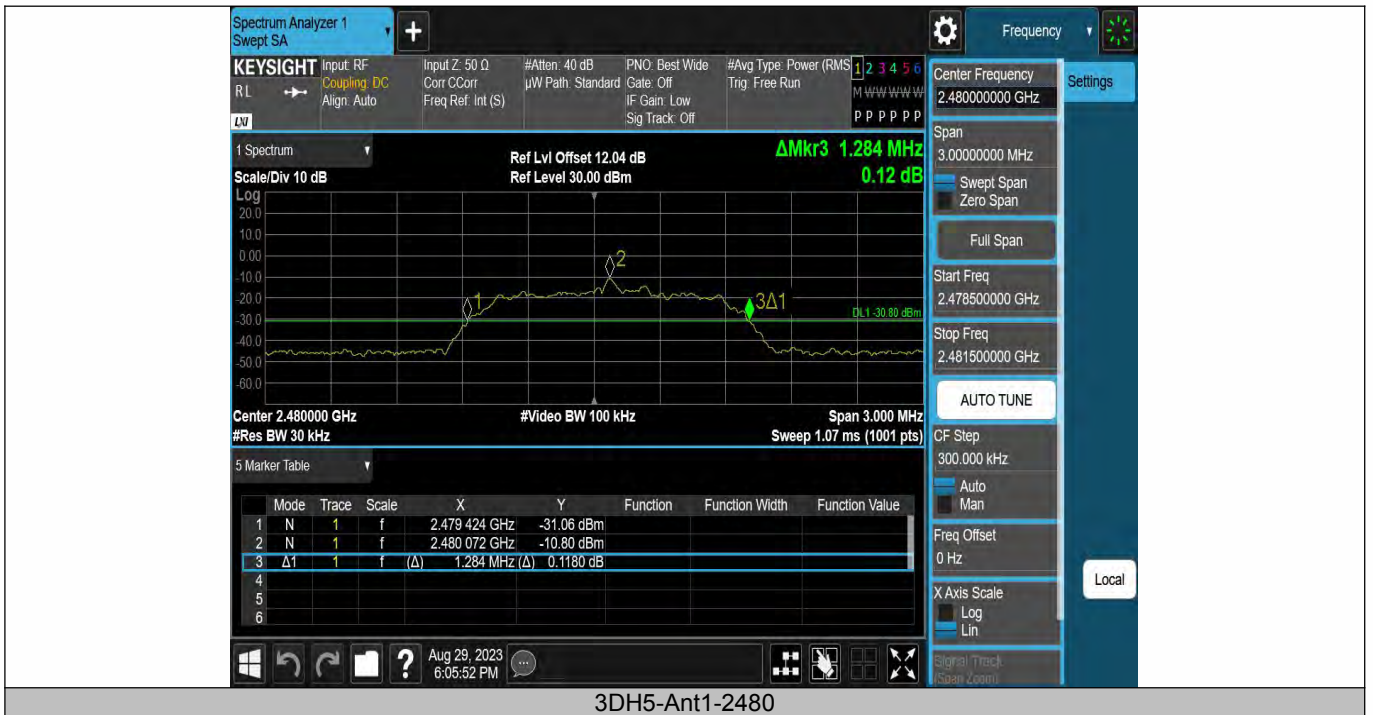 Spectrum Analyzer 1
Swept SA
+
Frequency
KEYSIGHT
RL
LXI
Input: RF
Coupling: DC
Align: Auto
Input Z: 50 Ω
Corr CCorr
Freq Ref: Int (S)
#Atten: 40 dB
µW Path: Standard
PNO: Best Wide
Gate: Off
IF Gain: Low
Sig Track: Off
#Avg Type: Power (RMS
Trig: Free Run
1 2 3 4 5 6
M W W W W W
P P P P P P
Center Frequency
2.480000000 GHz
Settings
1 Spectrum
Scale/Div 10 dB
Ref Lvl Offset 12.04 dB
Ref Level 30.00 dBm
ΔMkr3 1.284 MHz
0.12 dB
Span
3.00000000 MHz
Swept Span
Zero Span
Full Span
Start Freq
2.478500000 GHz
Stop Freq
2.481500000 GHz
AUTO TUNE
CF Step
300.000 kHz
Auto
Man
Freq Offset
0 Hz
X Axis Scale
Log
Lin
Signal Track
(Span Zoom)
Local
Log
20.0
10.0
0.00
-10.0
-20.0
-30.0
-40.0
-50.0
-60.0
1
2
3Δ1
DL1 -30.80 dBm
Center 2.480000 GHz
#Video BW 100 kHz
Span 3.000 MHz
#Res BW 30 kHz
Sweep 1.07 ms (1001 pts)
5 Marker Table
Mode Trace Scale X Y Function Function Width Function Value
1 N 1 f 2.479 424 GHz -31.06 dBm
2 N 1 f 2.480 072 GHz -10.80 dBm
3 Δ1 1 f (Δ) 1.284 MHz (Δ) 0.1180 dB
4
5
6
?
Aug 29, 2023
6:05:52 PM
3DH5-Ant1-2480